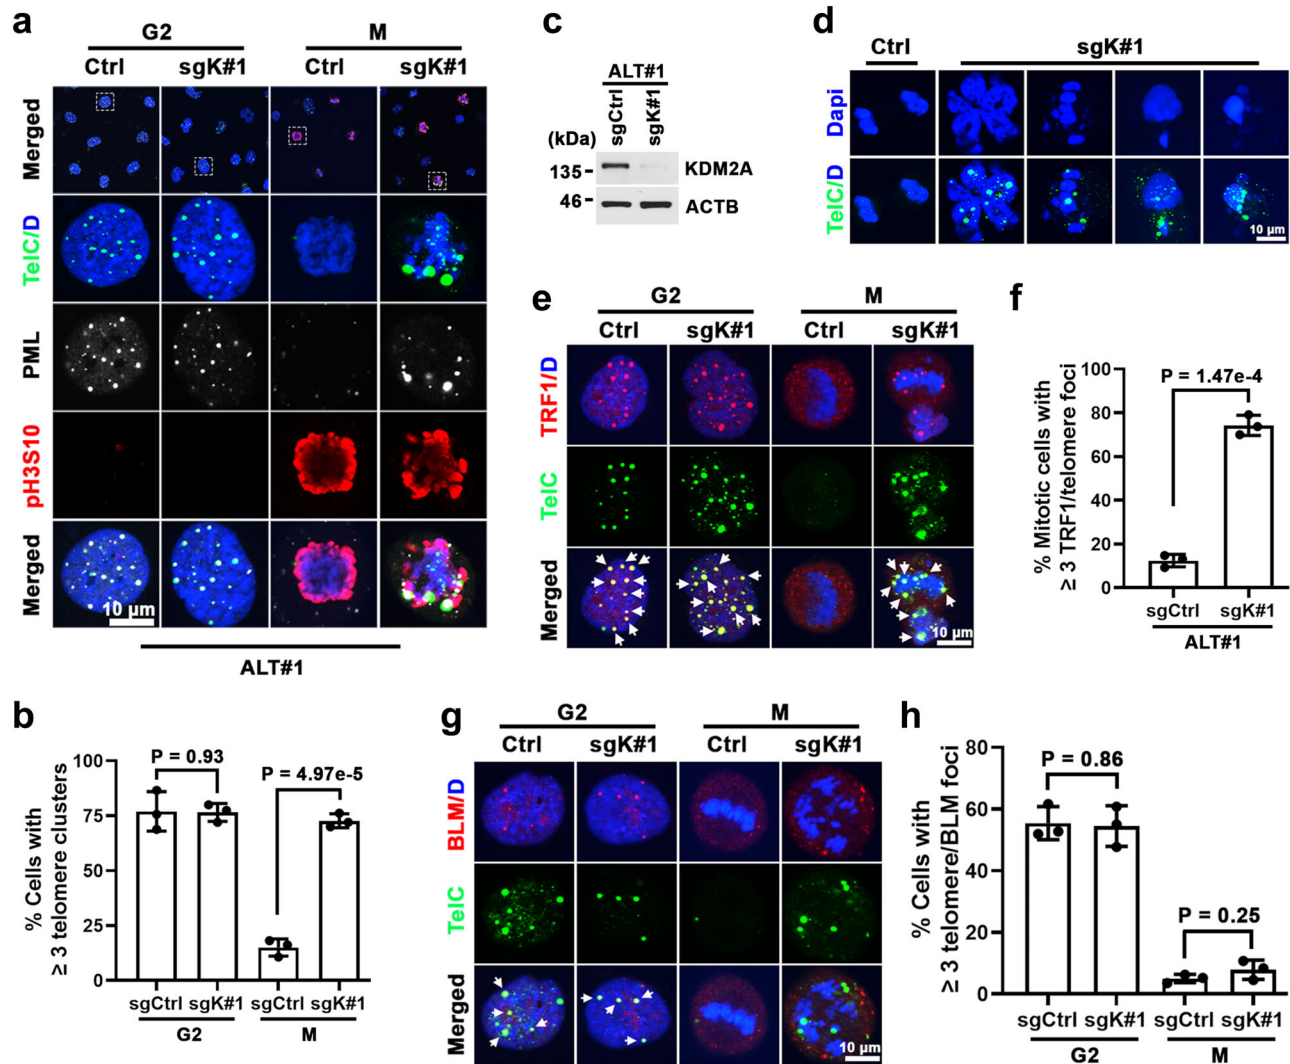 a
G2
M
Ctrl
sgK#1
Ctrl
sgK#1
Merged
TelC/D
PML
pH3S10
Merged
10 µm
ALT#1
b
% Cells with
≥ 3 telomere clusters
100
75
50
25
0
P = 0.93
P = 4.97e-5
sgCtrl
sgK#1
sgCtrl
sgK#1
G2
M
c
ALT#1
sgCtrl
sgK#1
(kDa)
135
KDM2A
46
ACTB
d
Ctrl
sgK#1
Dapi
TelC/D
10 µm
e
G2
M
Ctrl
sgK#1
Ctrl
sgK#1
TRF1/D
TelC
Merged
10 µm
f
% Mitotic cells with
≥ 3 TRF1/telomere foci
100
80
60
40
20
0
P = 1.47e-4
sgCtrl
sgK#1
ALT#1
g
G2
M
Ctrl
sgK#1
Ctrl
sgK#1
BLM/D
TelC
Merged
10 µm
h
% Cells with
≥ 3 telomere/BLM foci
80
60
40
20
0
P = 0.86
P = 0.25
sgCtrl
sgK#1
sgCtrl
sgK#1
G2
M